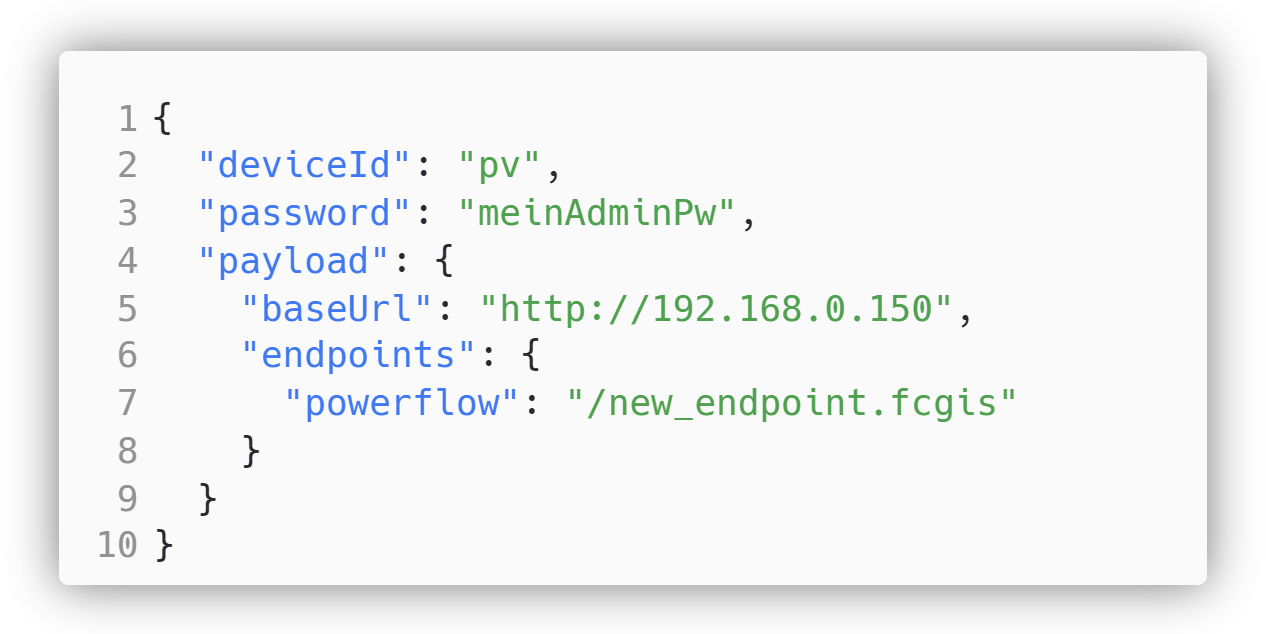 1 {
2   "deviceId": "pv",
3   "password": "meinAdminPw",
4   "payload": {
5     "baseUrl": "http://192.168.0.150",
6     "endpoints": {
7       "powerflow": "/new_endpoint.fcgis"
8     }
9   }
10 }